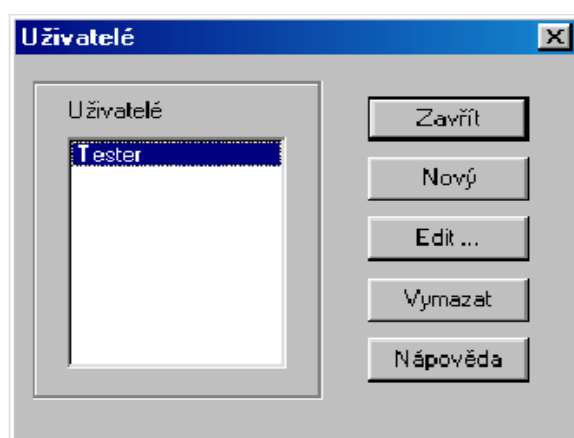 Uživatelé
Uživatelé
Tester
Zavřít
Nový
Edit ...
Vymazat
Nápověda